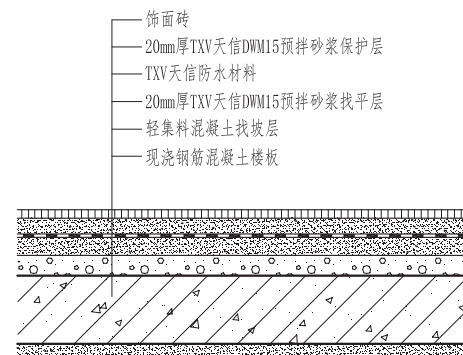 饰面砖
20mm厚TXV天信DWM15预拌砂浆保护层
TXV天信防水材料
20mm厚TXV天信DWM15预拌砂浆找平层
轻集料混凝土找坡层
现浇钢筋混凝土楼板